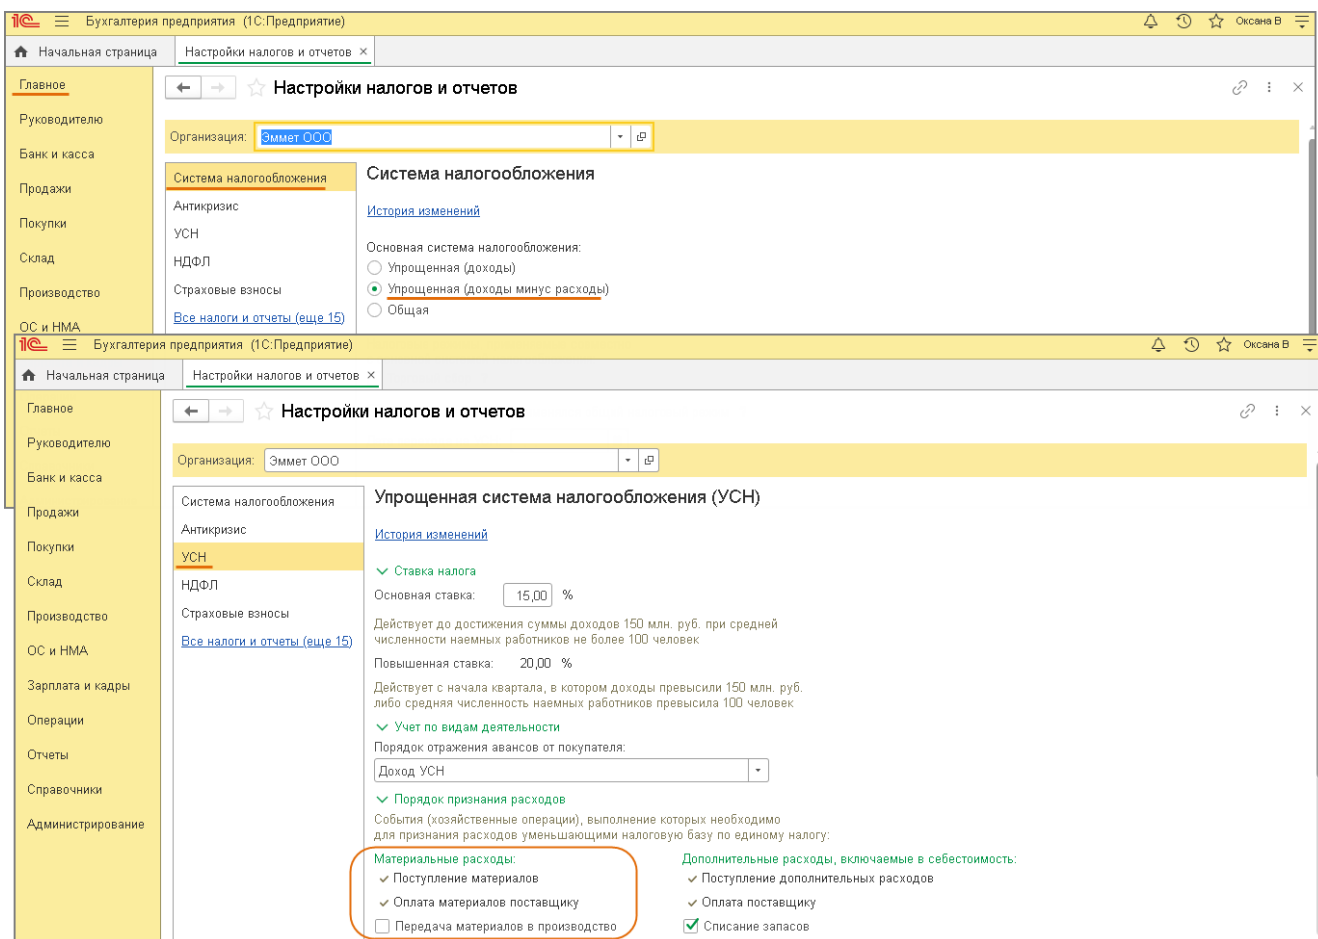 1С Бухгалтерия предприятия (1С:Предприятие) Оксана В
Начальная страница Настройки налогов и отчетов ×
Главное
Руководителю
Банк и касса
Продажи
Покупки
Склад
Производство
ОС и НМА
Настройки налогов и отчетов
Организация: Эммет ООО
Система налогообложения
Антикризис
УСН
НДФЛ
Страховые взносы
Все налоги и отчеты (еще 15)
Система налогообложения
История изменений
Основная система налогообложения:
Упрощенная (доходы)
Упрощенная (доходы минус расходы)
Общая
1С Бухгалтерия предприятия (1С:Предприятие) Оксана В
Начальная страница Настройки налогов и отчетов ×
Главное
Руководителю
Банк и касса
Продажи
Покупки
Склад
Производство
ОС и НМА
Зарплата и кадры
Операции
Отчеты
Справочники
Администрирование
Настройки налогов и отчетов
Организация: Эммет ООО
Система налогообложения
Антикризис
УСН
НДФЛ
Страховые взносы
Все налоги и отчеты (еще 15)
Упрощенная система налогообложения (УСН)
История изменений
Ставка налога
Основная ставка: 15,00 %
Действует до достижения суммы доходов 150 млн. руб. при средней
численности наемных работников не более 100 человек
Повышенная ставка: 20,00 %
Действует с начала квартала, в котором доходы превысили 150 млн. руб.
либо средняя численность наемных работников превысила 100 человек
Учет по видам деятельности
Порядок отражения авансов от покупателя:
Доход УСН
Порядок признания расходов
События (хозяйственные операции), выполнение которых необходимо
для признания расходов уменьшающими налоговую базу по единому налогу:
Материальные расходы:
Поступление материалов
Оплата материалов поставщику
Передача материалов в производство
Дополнительные расходы, включаемые в себестоимость:
Поступление дополнительных расходов
Оплата поставщику
Списание запасов